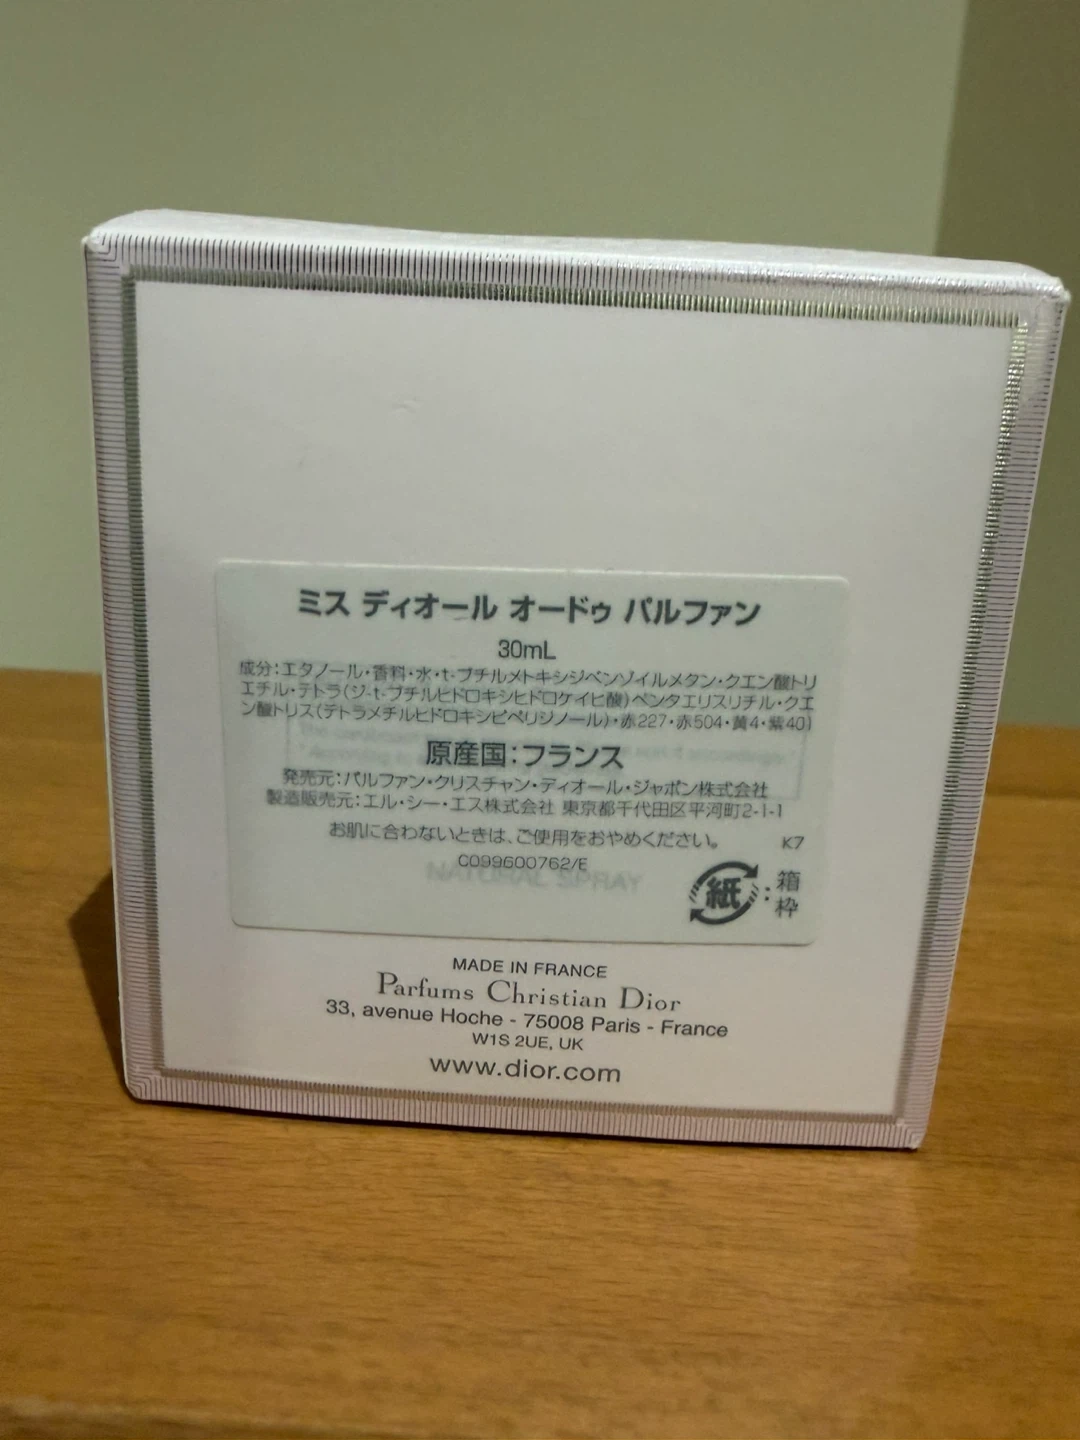 ミス ディオール オードゥ パルファン
30mL
成分：エタノール・香料・水・t-ブチルメトキシジベンゾイルメタン・クエン酸トリ
エチル・テトラ(ジ-t-ブチルヒドロキシヒドロケイヒ酸)ペンタエリスリチル・クエ
ン酸トリス(テトラメチルヒドロキシピペリジノール)・赤227・赤504・黄4・紫401
原産国：フランス
発売元：パルファン・クリスチャン・ディオール・ジャポン株式会社
製造販売元：エル・シー・エス株式会社 東京都千代田区平河町2-1-1
お肌に合わないときは、ご使用をおやめください。 K7
C099600762/E
NATURAL SPRAY
紙：箱
枠
MADE IN FRANCE
Parfums Christian Dior
33, avenue Hoche - 75008 Paris - France
W1S 2UE, UK
www.dior.com